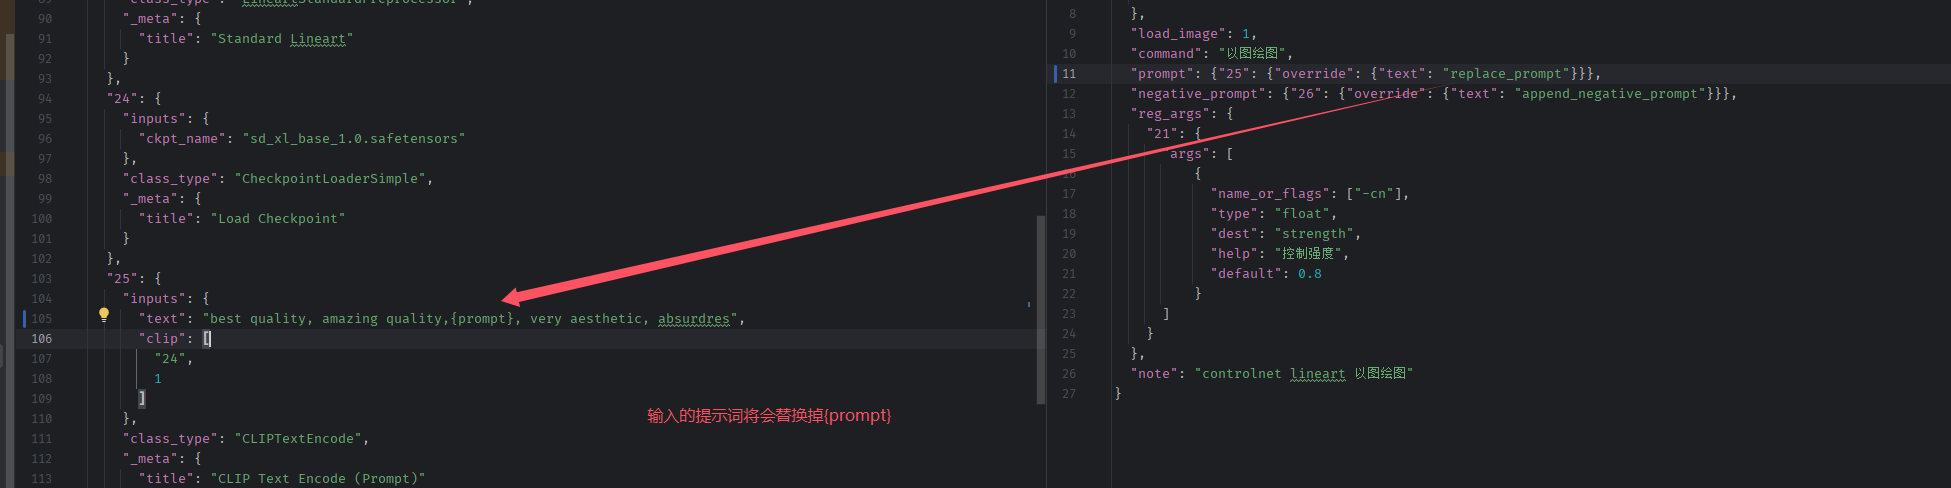 89 "class_type": "LineartStandardPreprocessor",
90 "_meta": {
91 "title": "Standard Lineart"
92 }
93 },
94 "24": {
95 "inputs": {
96 "ckpt_name": "sd_xl_base_1.0.safetensors"
97 },
98 "class_type": "CheckpointLoaderSimple",
99 "_meta": {
100 "title": "Load Checkpoint"
101 }
102 },
103 "25": {
104 "inputs": {
105 "text": "best quality, amazing quality,{prompt}, very aesthetic, absurdres",
106 "clip": [
107 "24",
108 1
109 ]
110 },
111 "class_type": "CLIPTextEncode",
112 "_meta": {
113 "title": "CLIP Text Encode (Prompt)"
输入的提示词将会替换掉{prompt}
8 },
9 "load_image": 1,
10 "command": "以图绘图",
11 "prompt": {"25": {"override": {"text": "replace_prompt"}}},
12 "negative_prompt": {"26": {"override": {"text": "append_negative_prompt"}}},
13 "reg_args": {
14 "21": {
15 args": [
16 {
17 "name_or_flags": ["-cn"],
18 "type": "float",
19 "dest": "strength",
20 "help": "控制强度",
21 "default": 0.8
22 }
23 ]
24 }
25 },
26 "note": "controlnet lineart 以图绘图"
27 }